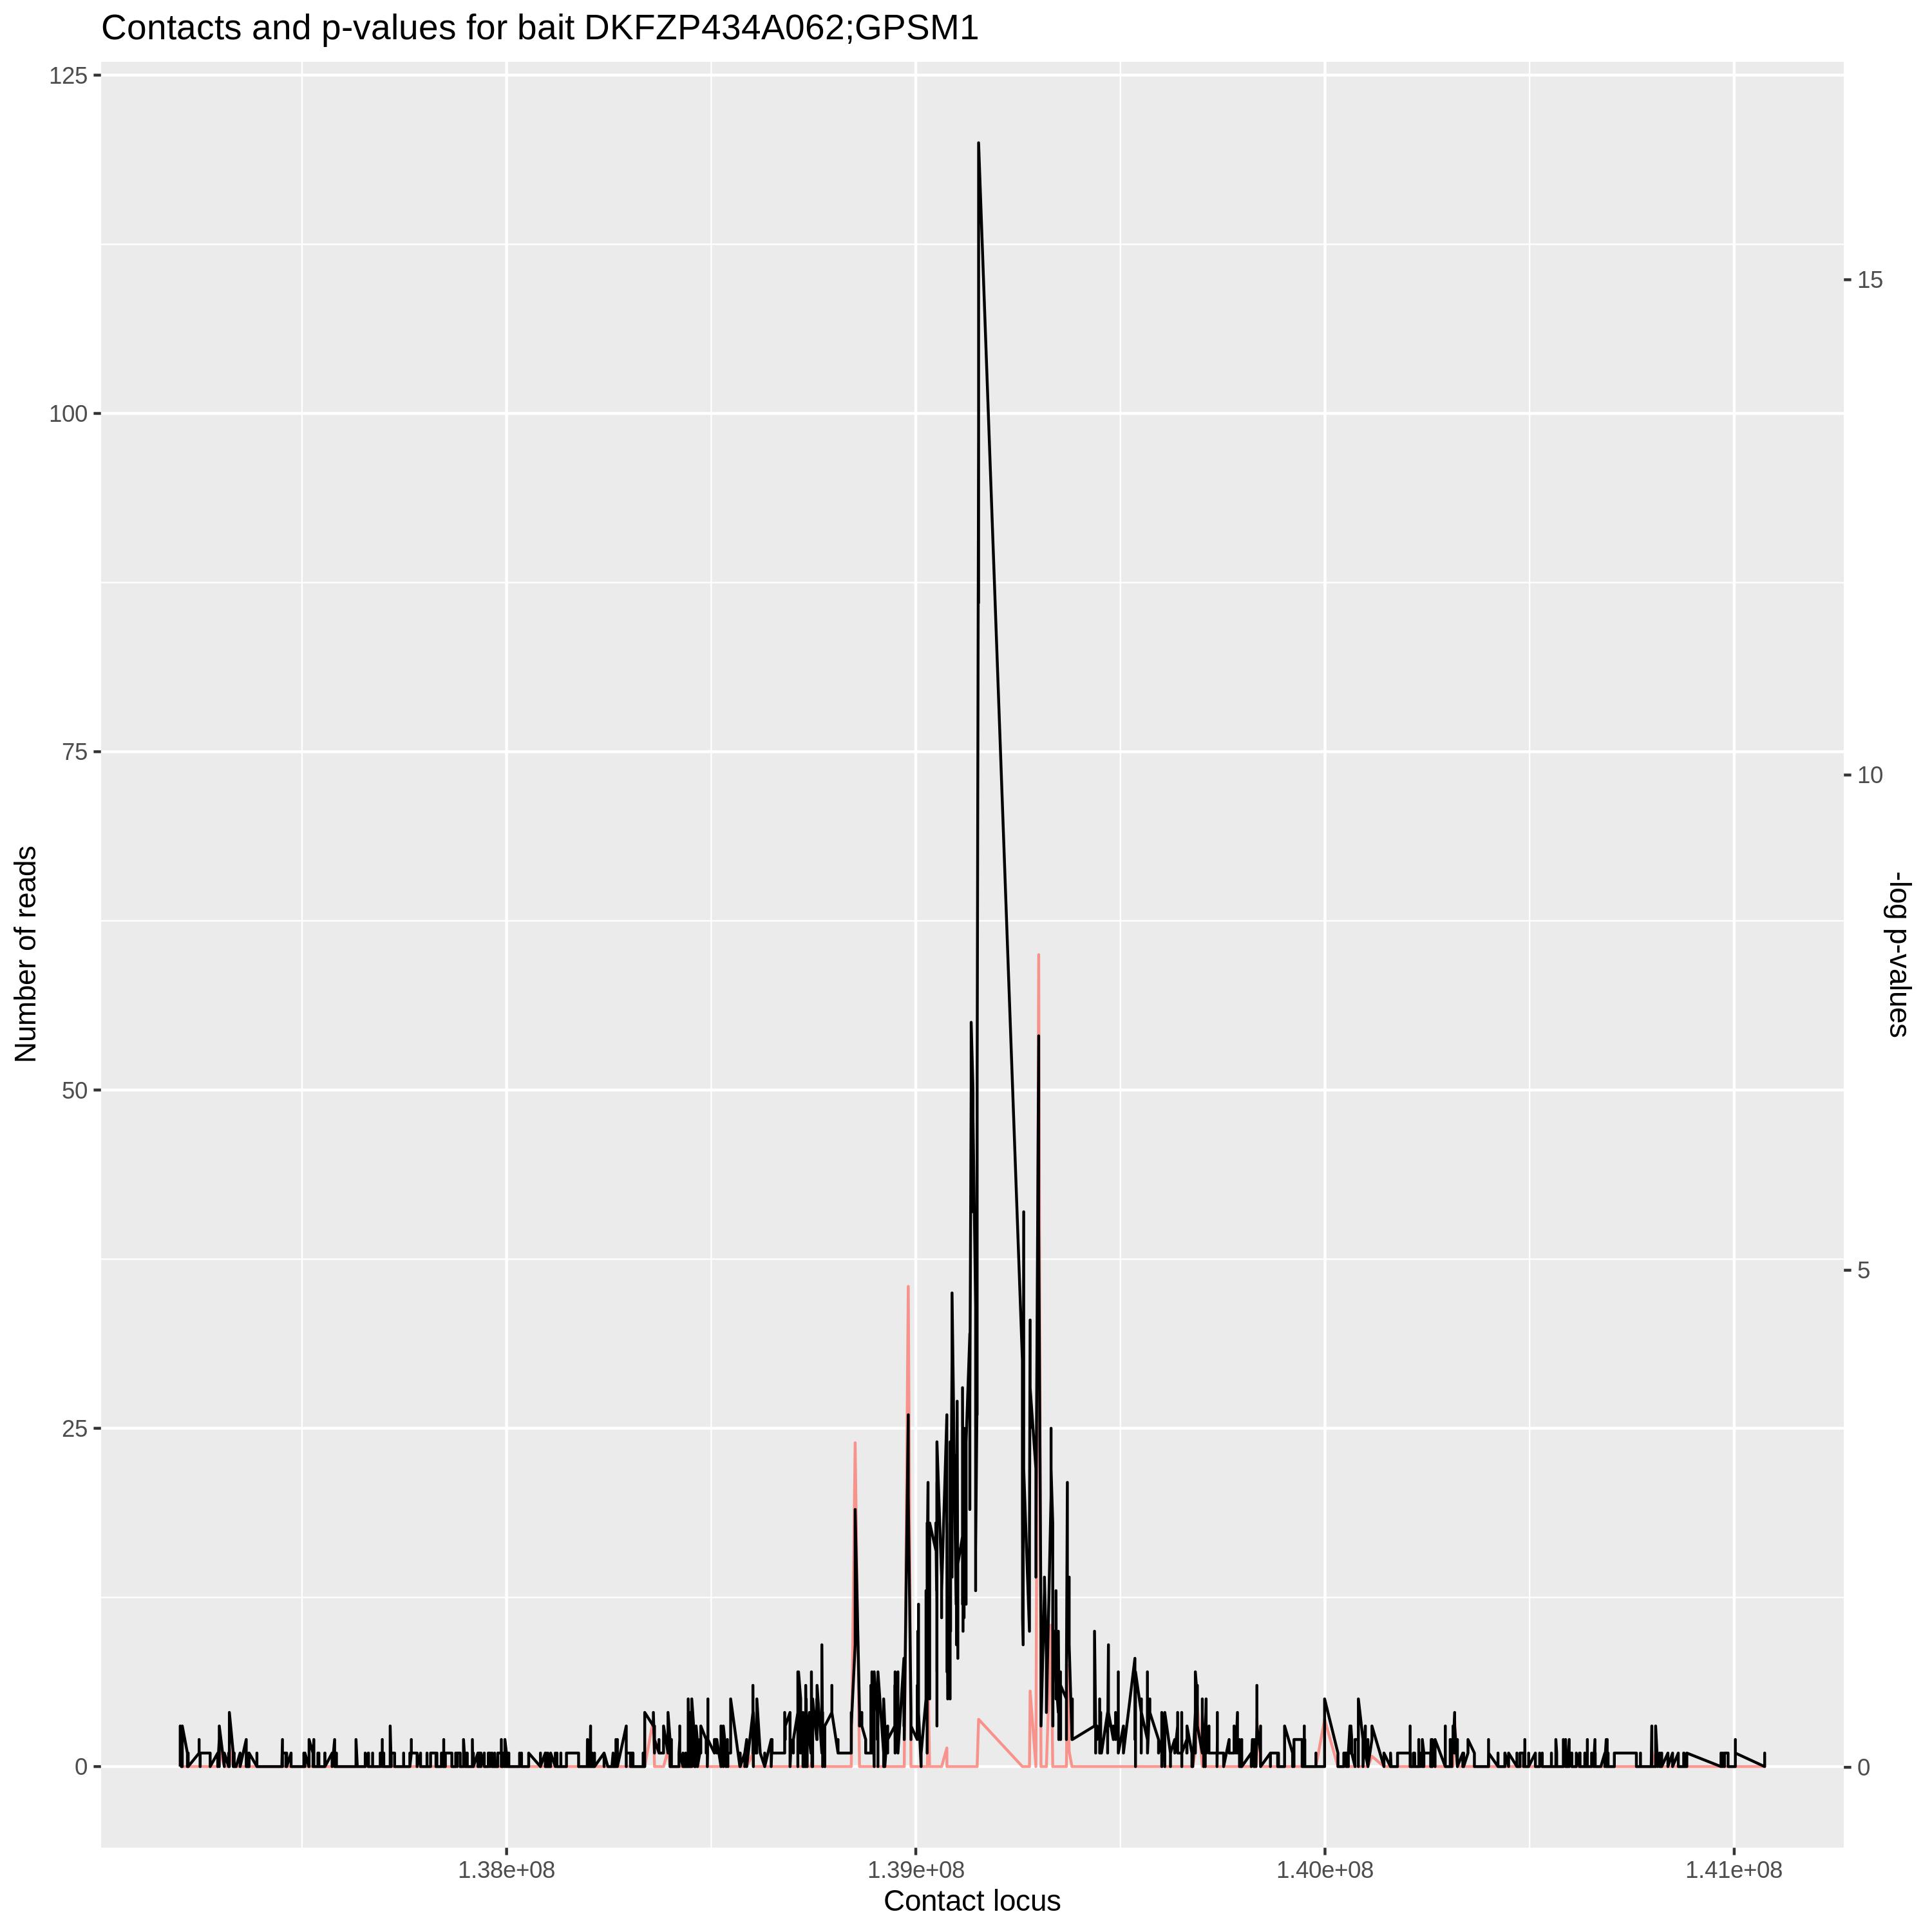 Contacts and p-values for bait DKFZP434A062;GPSM1
125
100
75
50
25
0
Number of reads
15
10
5
0
-log p-values
1.38e+08
1.39e+08
1.40e+08
1.41e+08
Contact locus